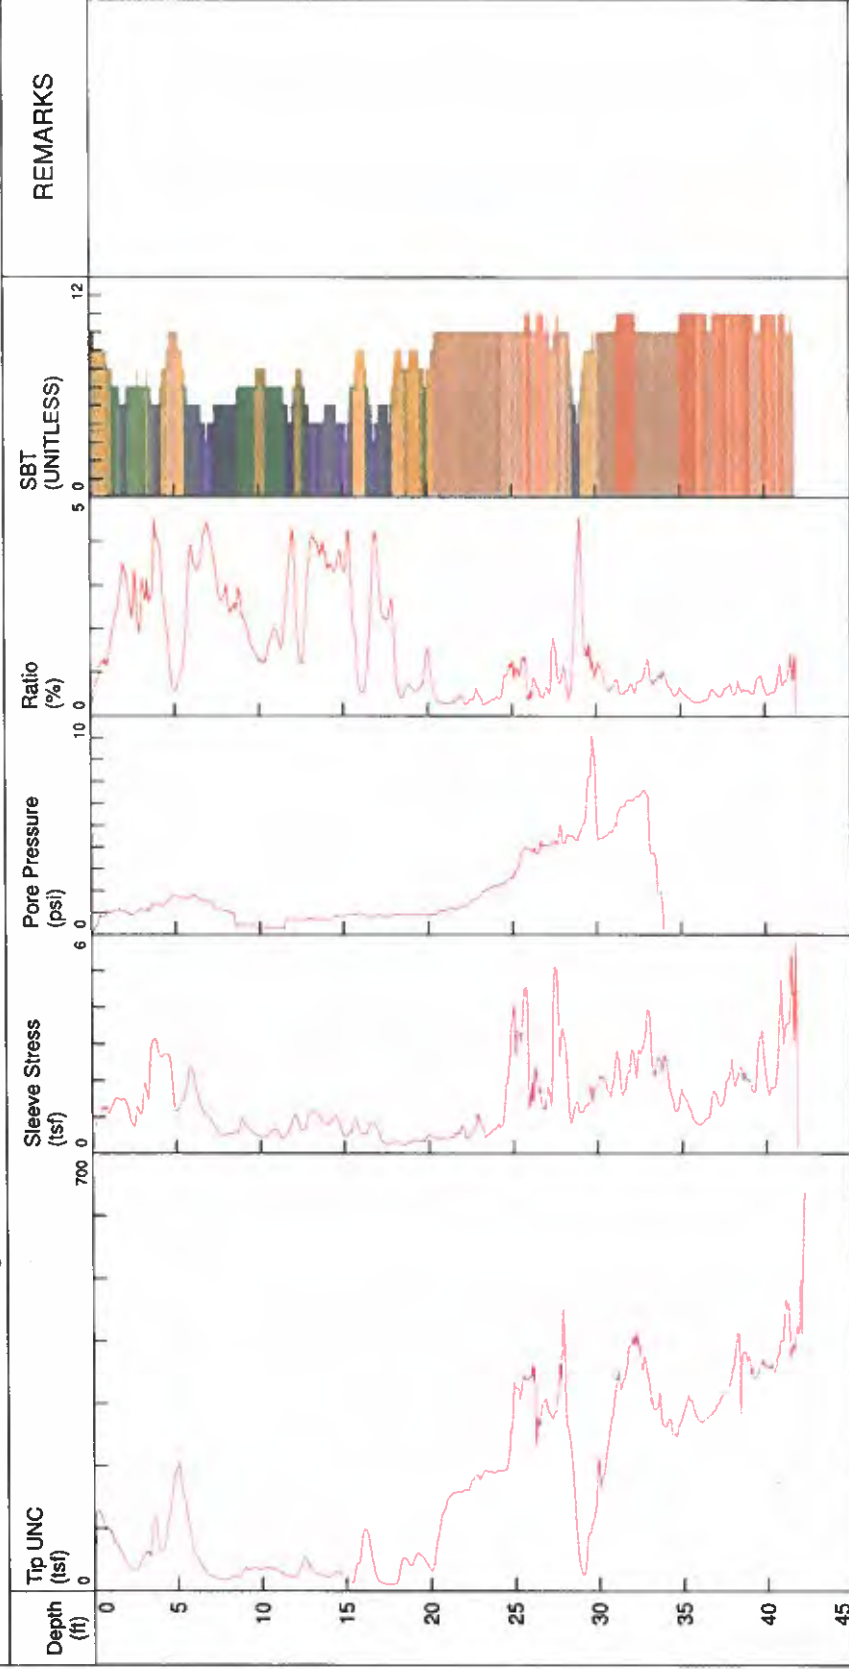 Depth
(ft)
Tip UNC
(tsf)
0
700
Sleeve Stress
(tsf)
0
6
Pore Pressure
(psi)
0
10
Ratio
(%)
0
5
SBT
(UNITLESS)
0
12
REMARKS
0
5
10
15
20
25
30
35
40
45